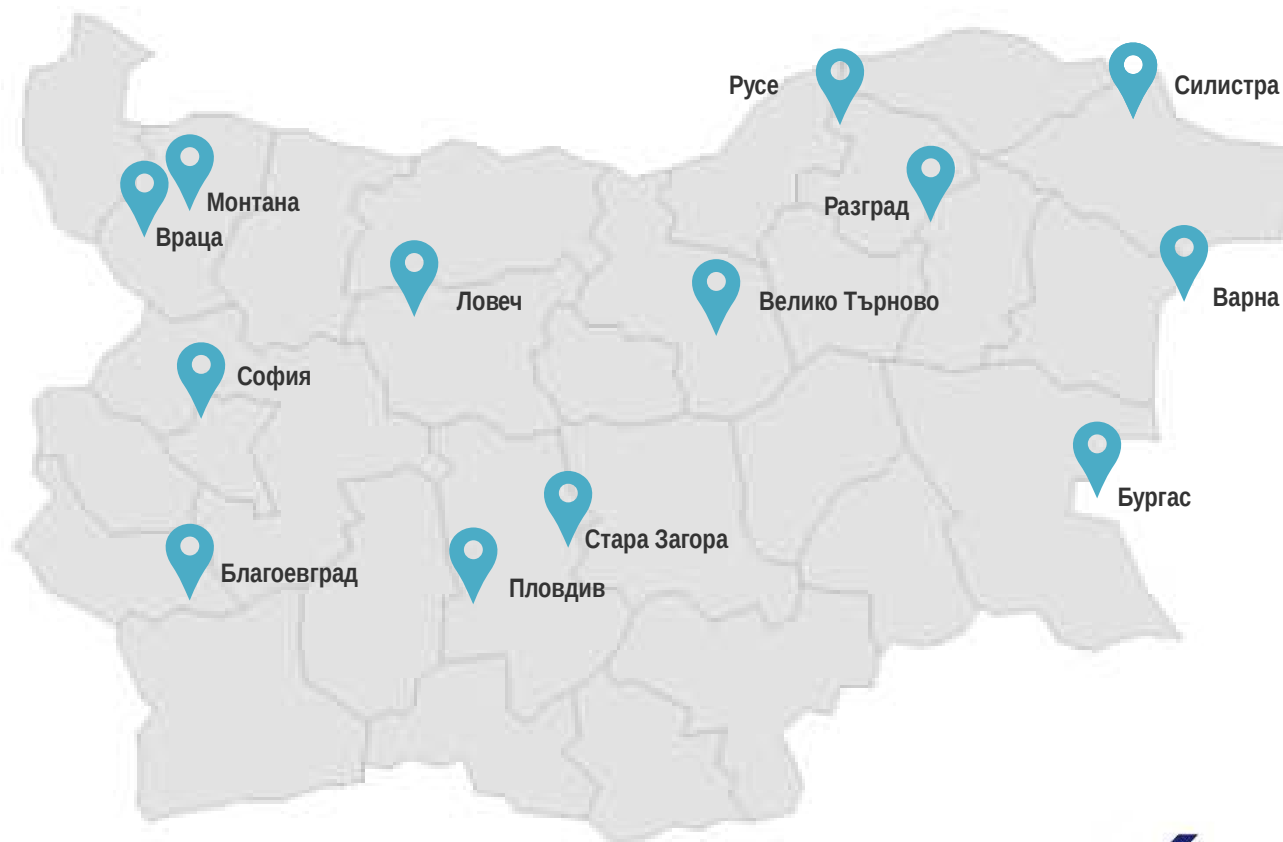 Русе
Силистра
Монтана
Разград
Враца
Ловеч
Велико Търново
Варна
София
Бургас
Стара Загора
Благоевград
Пловдив